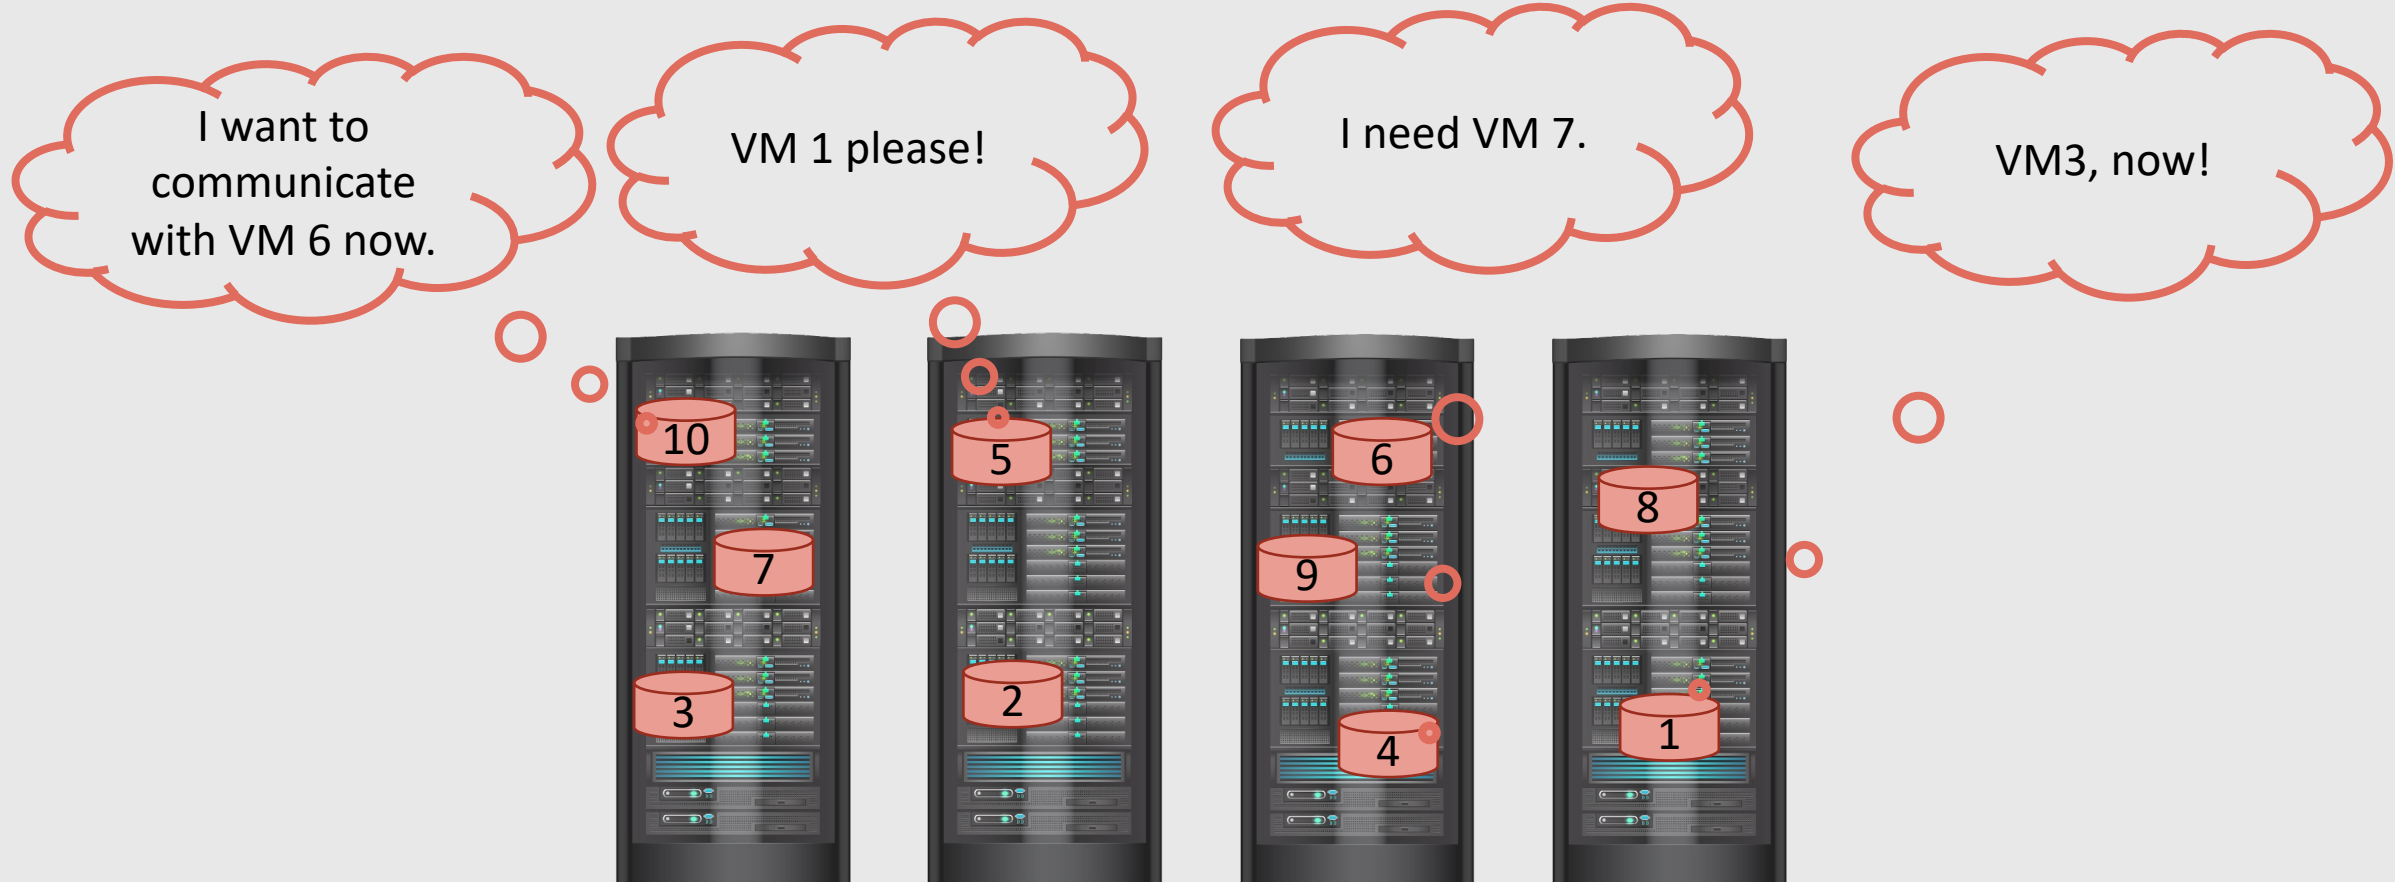 I want to
communicate
with VM 6 now.
VM 1 please!
I need VM 7.
VM3, now!
10
7
3
5
2
6
9
4
8
1